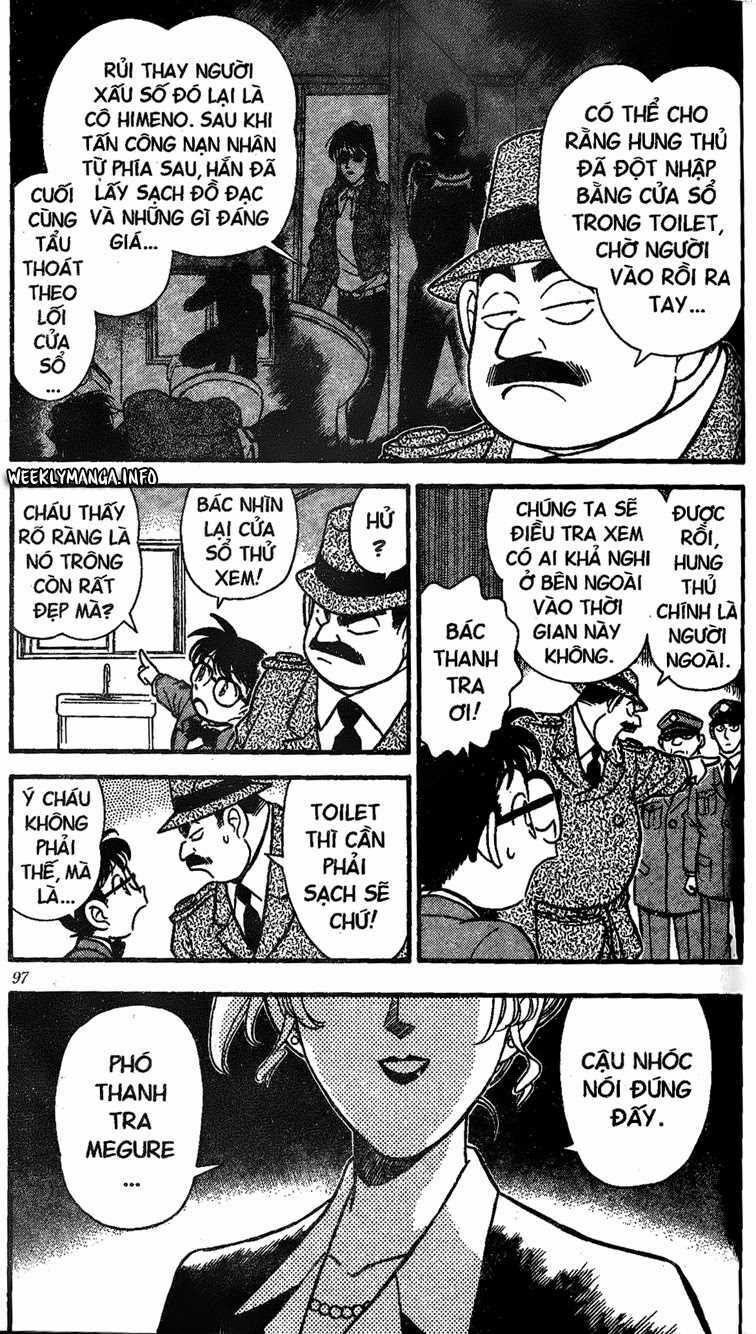 CÓ THỂ CHO
RẰNG HUNG THỦ
ĐÃ ĐỘT NHẬP
BẰNG CỬA SỔ
TRONG TOILET,
CHỜ NGƯỜI
VÀO RỒI RA
TAY...
RỦI THAY NGƯỜI
XẤU SỐ ĐÓ LẠI LÀ
CÔ HIMENO. SAU KHI
TẤN CÔNG NẠN NHÂN
TỪ PHÍA SAU, HẮN ĐÃ
LẤY SẠCH ĐỒ ĐẠC
VÀ NHỮNG GÌ ĐÁNG
GIÁ...
CUỐI
CÙNG
TẨU
THOÁT
THEO
LỐI
CỬA
SỔ
...
WEEKLYMANGA.INFO
ĐƯỢC
RỒI,
HUNG
THỦ
CHÍNH LÀ
NGƯỜI
NGOÀI.
CHÚNG TA SẼ
ĐIỀU TRA XEM
CÓ AI KHẢ NGHI
Ở BÊN NGOÀI
VÀO THỜI
GIAN NÀY
KHÔNG.
BÁC
THANH
TRA
ƠI!
HỬ
?
BÁC NHÌN
LẠI CỬA
SỔ THỬ
XEM!
CHÁU THẤY
RÕ RÀNG LÀ
NÓ TRÔNG
CÒN RẤT
ĐẸP MÀ?
TOILET
THÌ CẦN
PHẢI
SẠCH SẼ
CHỨ!
Ý CHÁU
KHÔNG
PHẢI
THẾ, MÀ
LÀ...
97
CẬU NHÓC
NÓI ĐÚNG
ĐẤY.
PHÓ
THANH
TRA
MEGURE
...